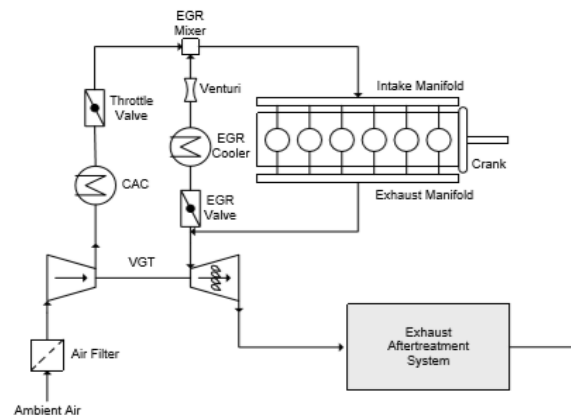 EGR
Mixer
Intake Manifold
Throttle
Valve
Venturi
EGR
Cooler
Crank
CAC
EGR
Valve
Exhaust Manifold
VGT
Air Filter
Exhaust
Aftertreatment
System
Ambient Air